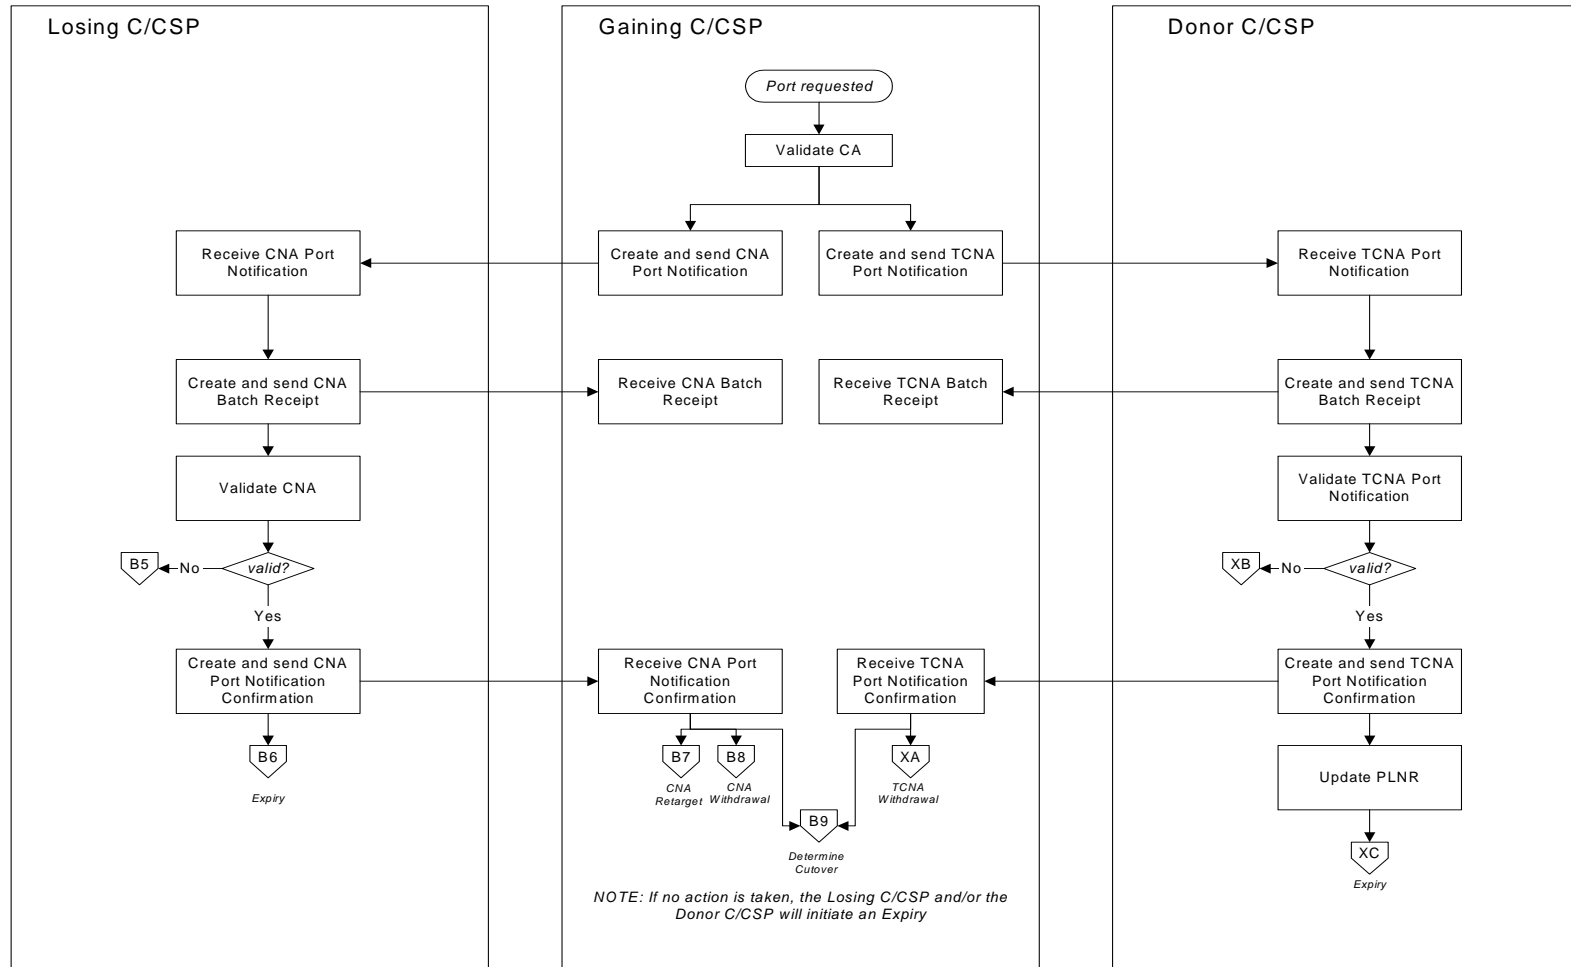 Losing C/CSP
Gaining C/CSP
Donor C/CSP
Port requested
Validate CA
Receive CNA Port
Notification
Create and send CNA
Port Notification
Create and send TCNA
Port Notification
Receive TCNA Port
Notification
Create and send CNA
Batch Receipt
Receive CNA Batch
Receipt
Receive TCNA Batch
Receipt
Create and send TCNA
Batch Receipt
Validate CNA
Validate TCNA Port
Notification
B5
No
valid?
XB
No
valid?
Yes
Yes
Create and send CNA
Port Notification
Confirmation
Receive CNA Port
Notification
Confirmation
Receive TCNA
Port Notification
Confirmation
Create and send TCNA
Port Notification
Confirmation
B6
Expiry
B7
CNA
Retarget
B8
CNA
Withdrawal
XA
TCNA
Withdrawal
Update PLNR
B9
Determine
Cutover
XC
Expiry
NOTE: If no action is taken, the Losing C/CSP and/or the
Donor C/CSP will initiate an Expiry